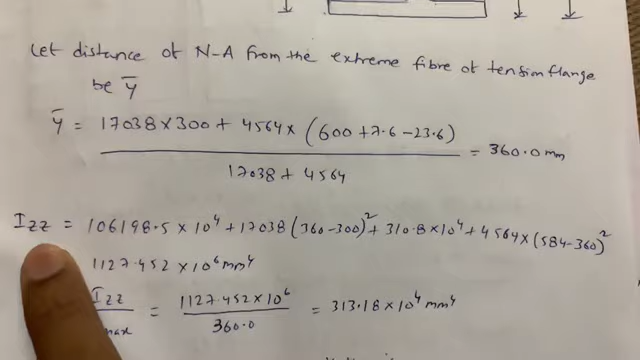 Let distance of N-A from the extreme fibre of tension flange
be ȳ
ȳ = 17038×300 + 4564× (600 + 7.6 - 23.6)
17038 + 4564
= 360.0 mm
Izz = 106198.5 × 10⁴ + 17038 (360-300)² + 310.8×10⁴ + 4564×(584-360)²
1127.452 × 10⁶ mm⁴
Izz
max
= 1127.452 × 10⁶
360.0
= 313.18 × 10⁴ mm⁴